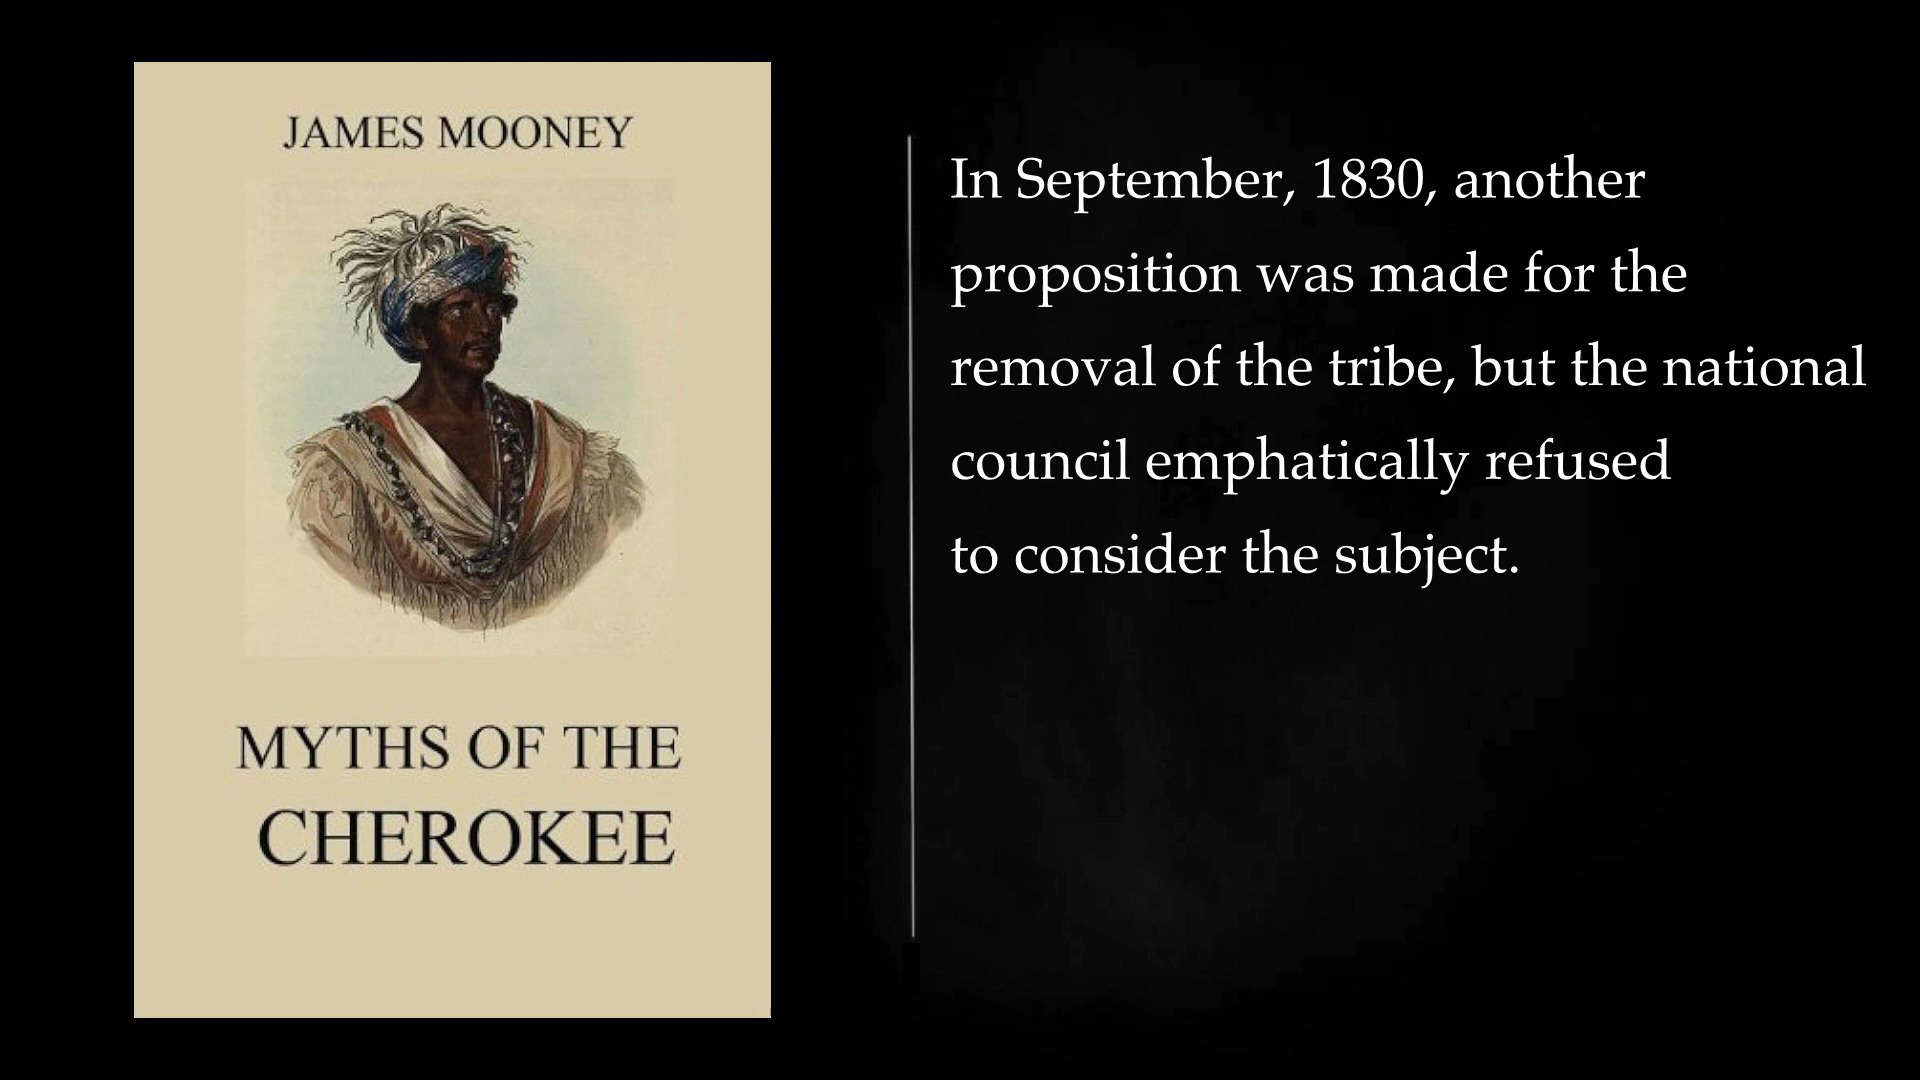 JAMES MOONEY
MYTHS OF THE
CHEROKEE
In September, 1830, another
proposition was made for the
removal of the tribe, but the national
council emphatically refused
to consider the subject.